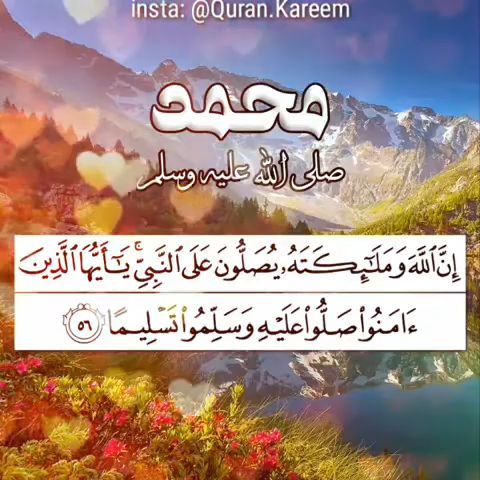 insta: @Quran.Kareem
محمد
صلى الله عليه وسلم
إِنَّ ٱللَّهَ وَمَلَٰٓئِكَتَهُۥ يُصَلُّونَ عَلَى ٱلنَّبِيِّۚ يَٰٓأَيُّهَا ٱلَّذِينَ
ءَامَنُوا۟ صَلُّوا۟ عَلَيْهِ وَسَلِّمُوا۟ تَسْلِيمًا ٥٦